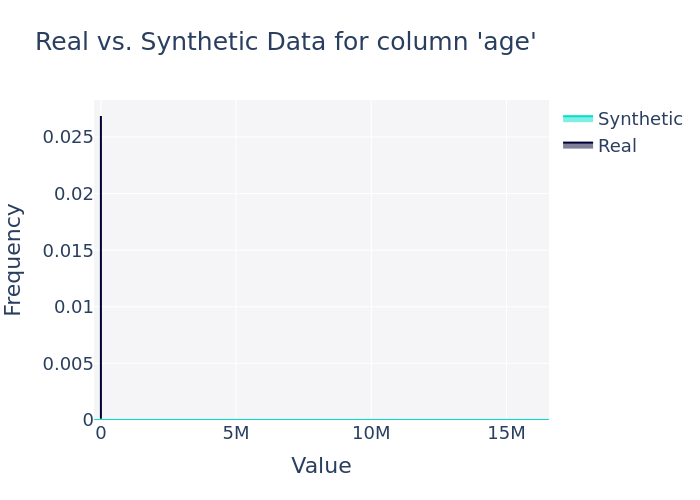 Real vs. Synthetic Data for column 'age'
Synthetic
Real
Frequency
0.025
0.02
0.015
0.01
0.005
0
0 5M 10M 15M
Value